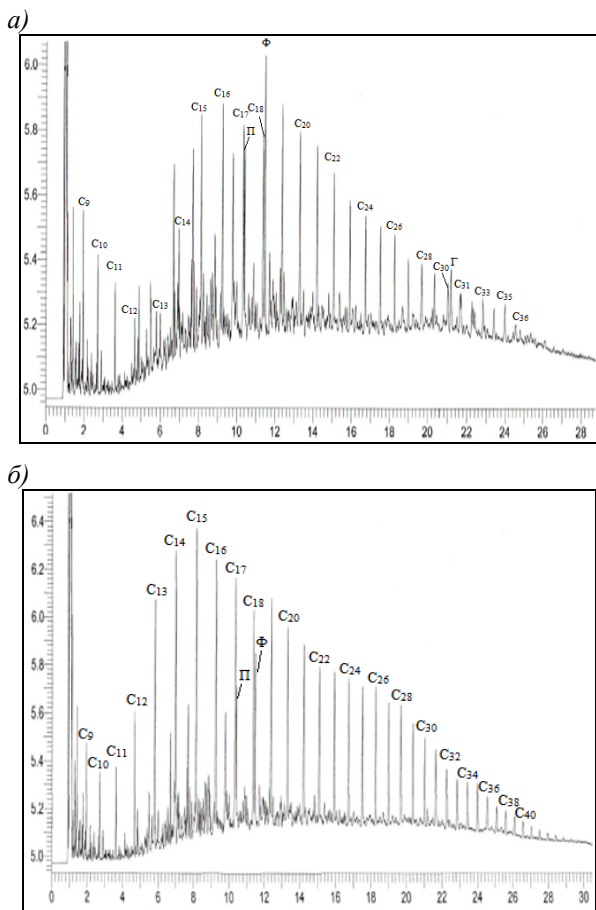 а)
Ф
6.0
C₁₅
C₁₆
C₁₇
C₁₈
П
5.8
C₂₀
C₂₂
5.6
C₉
C₁₄
C₂₄
C₂₆
5.4
C₁₀
C₁₁
C₂₈
C₃₀
Г
C₁₂
C₁₃
C₃₁
C₃₃
C₃₅
C₃₆
5.2
5.0
0 2 4 6 8 10 12 14 16 18 20 22 24 26 28
б)
6.4
C₁₅
C₁₄
C₁₆
6.2
C₁₃
C₁₇
6.0
C₁₈
C₂₀
Ф
5.8
C₁₂
П
C₂₂
C₂₄
C₂₆
C₂₈
5.6
C₉
C₁₀
C₁₁
C₃₀
5.4
C₃₂
C₃₄
C₃₆
C₃₈
C₄₀
5.2
5.0
0 2 4 6 8 10 12 14 16 18 20 22 24 26 28 30